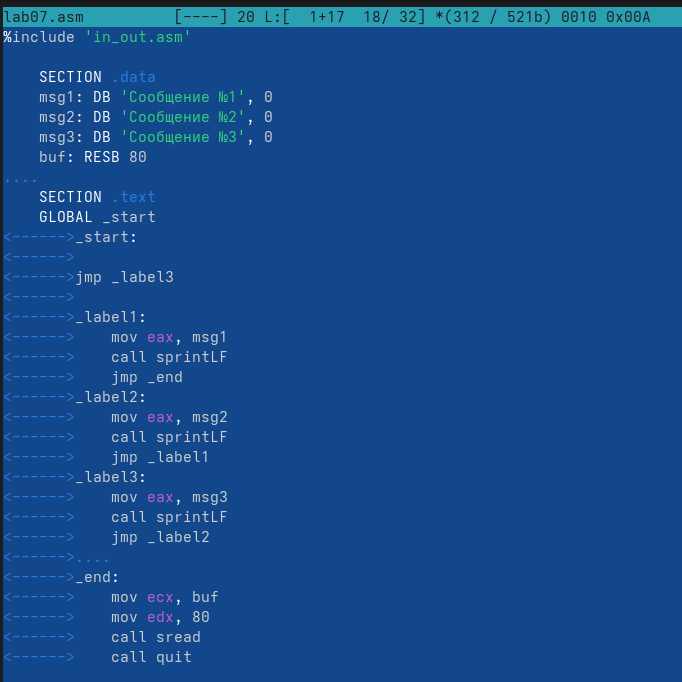 lab07.asm [----] 20 L:[ 1+17 18/ 32] *(312 / 521b) 0010 0x00A
%include 'in_out.asm'
SECTION .data
msg1: DB 'Сообщение №1', 0
msg2: DB 'Сообщение №2', 0
msg3: DB 'Сообщение №3', 0
buf: RESB 80
....
SECTION .text
GLOBAL _start
<------>_start:
<------>
<------>jmp _label3
<------>
<------>_label1:
<------> mov eax, msg1
<------> call sprintLF
<------> jmp _end
<------>_label2:
<------> mov eax, msg2
<------> call sprintLF
<------> jmp _label1
<------>_label3:
<------> mov eax, msg3
<------> call sprintLF
<------> jmp _label2
<------>....
<------>_end:
<------> mov ecx, buf
<------> mov edx, 80
<------> call sread
<------> call quit